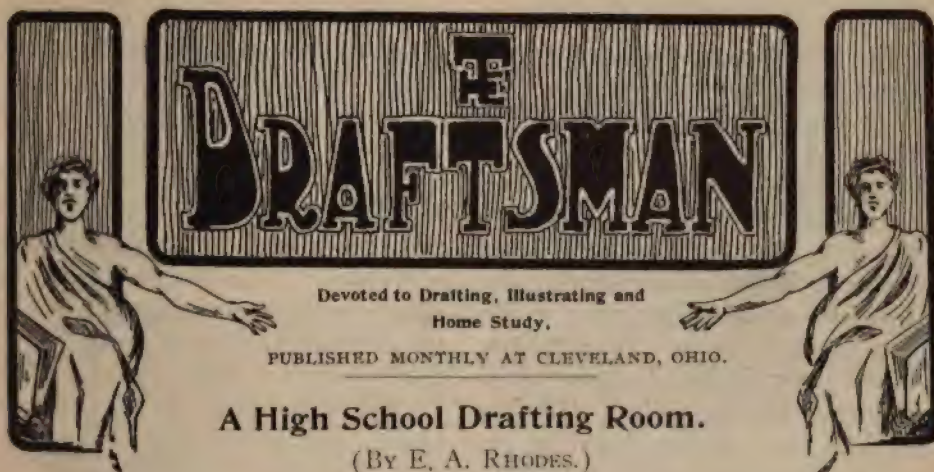 THE
DRAFTSMAN
Devoted to Drafting, Illustrating and
Home Study.
PUBLISHED MONTHLY AT CLEVELAND, OHIO.
A High School Drafting Room.
(BY E. A. RHODES.)